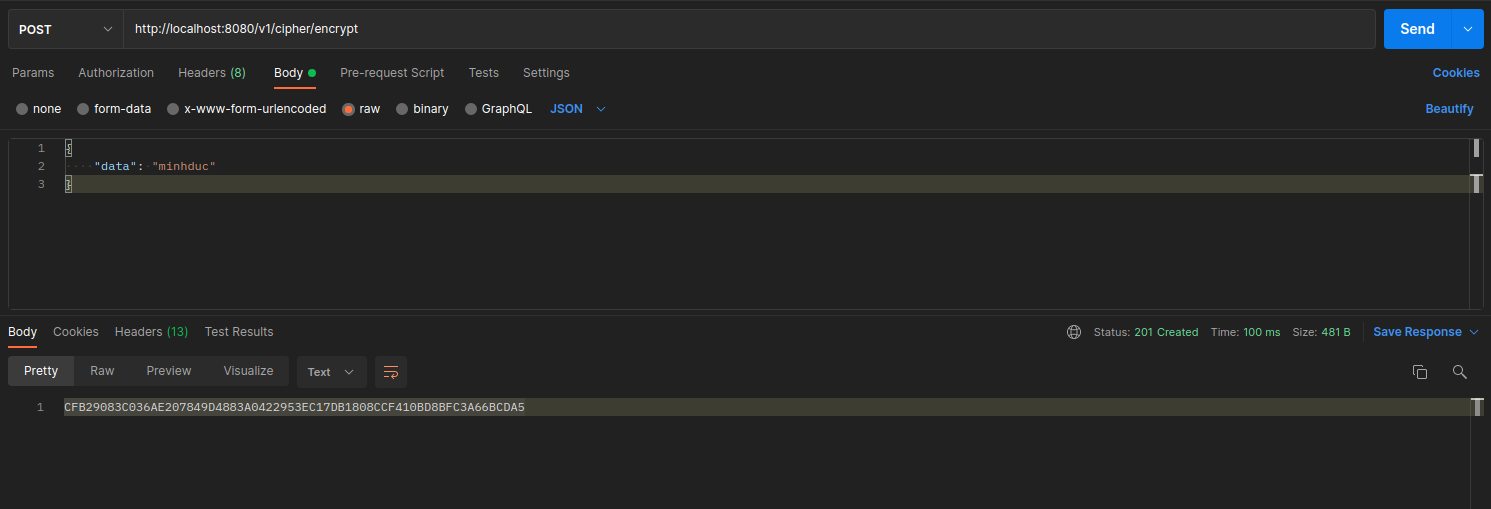 POST http://localhost:8080/v1/cipher/encrypt Send
Params Authorization Headers (8) Body Pre-request Script Tests Settings Cookies
none form-data x-www-form-urlencoded raw binary GraphQL JSON Beautify
1 {
2 "data": "minhduc"
3 }
Body Cookies Headers (13) Test Results Status: 201 Created Time: 100 ms Size: 481 B Save Response
Pretty Raw Preview Visualize Text
1 CFB29083C036AE207849D4883A0422953EC17DB1808CCF410BD8BFC3A66BCDA5